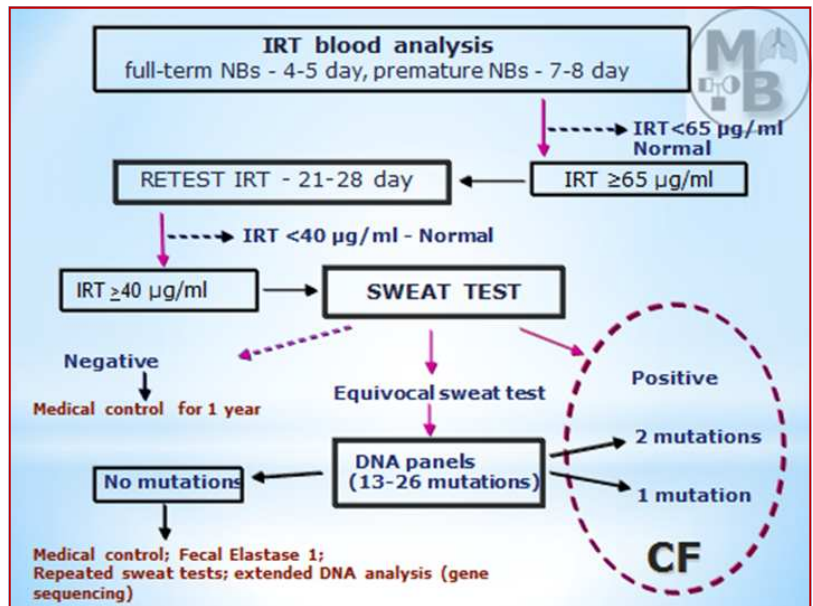 IRT blood analysis
full-term NBs - 4-5 day, premature NBs - 7-8 day
M
B
IRT<65 µg/ml
Normal
RETEST IRT - 21-28 day
IRT ≥65 µg/ml
IRT <40 µg/ml - Normal
IRT ≥40 µg/ml
SWEAT TEST
Negative
Medical control for 1 year
Equivocal sweat test
Positive
2 mutations
DNA panels
(13-26 mutations)
No mutations
1 mutation
CF
Medical control; Fecal Elastase 1;
Repeated sweat tests; extended DNA analysis (gene
sequencing)